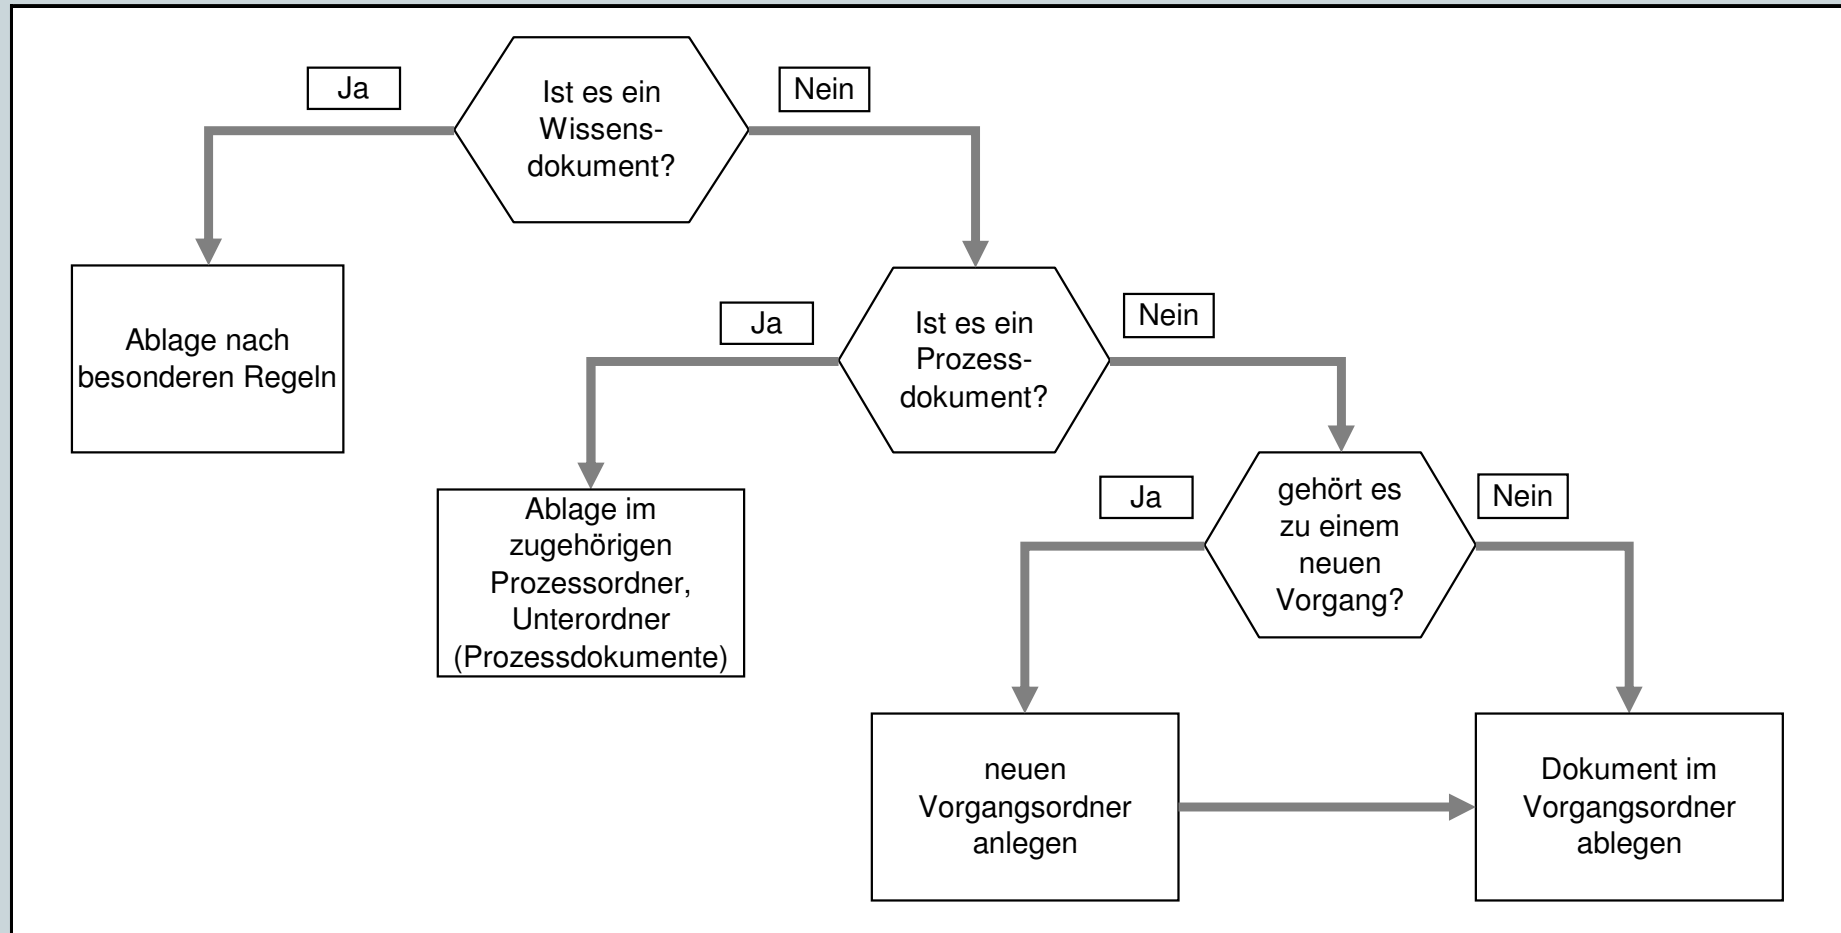 Ja
Ist es ein
Wissens-
dokument?
Nein
Ablage nach
besonderen Regeln
Ja
Ist es ein
Prozess-
dokument?
Nein
Ablage im
zugehörigen
Prozessordner,
Unterordner
(Prozessdokumente)
Ja
gehört es
zu einem
neuen
Vorgang?
Nein
neuen
Vorgangsordner
anlegen
Dokument im
Vorgangsordner
ablegen